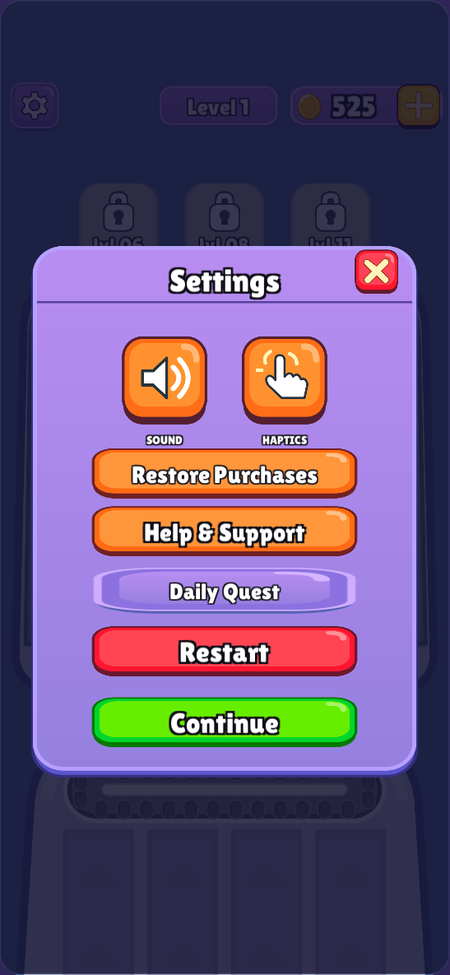 Level 1
525
Settings
SOUND
HAPTICS
Restore Purchases
Help & Support
Daily Quest
Restart
Continue